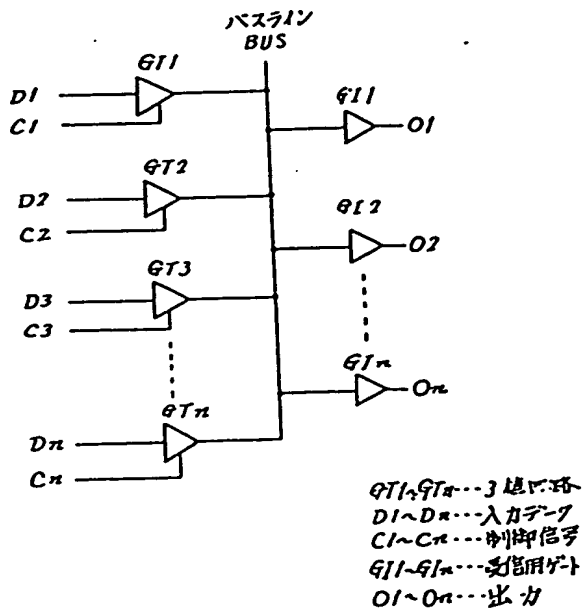 バスライン
BUS
GI1
D1
C1
GI1
O1
GT2
D2
C2
GI2
O2
GT3
D3
C3
GIn
On
GTn
Dn
Cn
GT1~GTn…3値回路
D1~Dn…入力データ
C1~Cn…制御信号
GI1~GIn…受信用ゲート
O1~On…出力